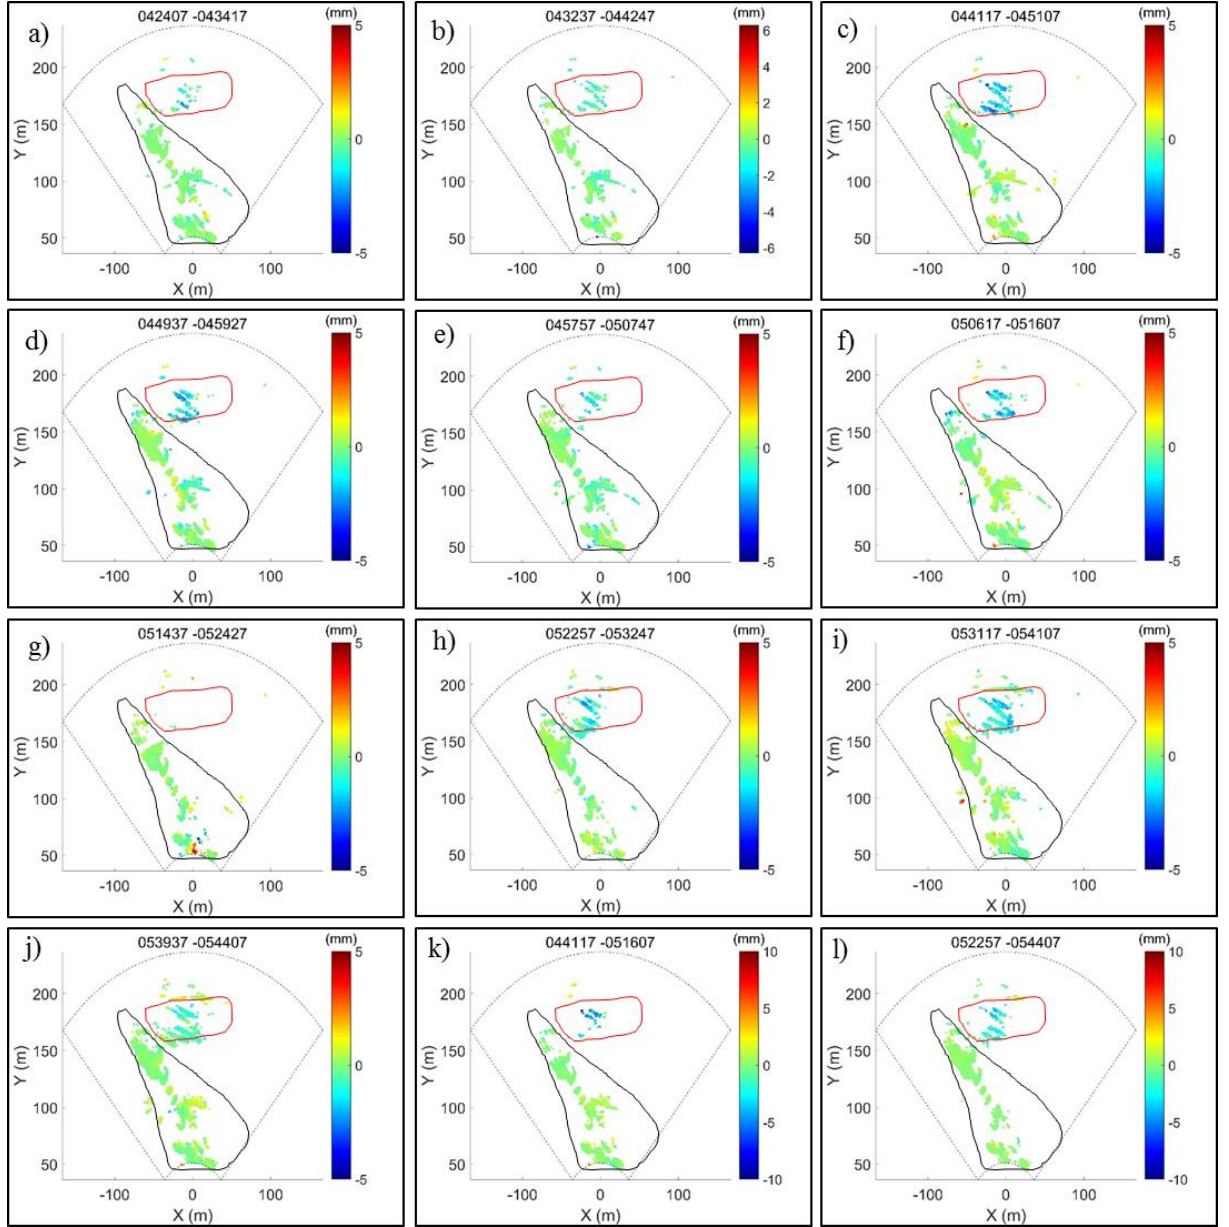 a)
042407 -043417
(mm)
5
0
-5
200
150
100
50
Y (m)
-100
0
100
X (m)
b)
043237 -044247
(mm)
6
4
2
0
-2
-4
-6
200
150
100
50
Y (m)
-100
0
100
X (m)
c)
044117 -045107
(mm)
5
0
-5
200
150
100
50
Y (m)
-100
0
100
X (m)
d)
044937 -045927
(mm)
5
0
-5
200
150
100
50
Y (m)
-100
0
100
X (m)
e)
045757 -050747
(mm)
5
0
-5
200
150
100
50
Y (m)
-100
0
100
X (m)
f)
050617 -051607
(mm)
5
0
-5
200
150
100
50
Y (m)
-100
0
100
X (m)
g)
051437 -052427
(mm)
5
0
-5
200
150
100
50
Y (m)
-100
0
100
X (m)
h)
052257 -053247
(mm)
5
0
-5
200
150
100
50
Y (m)
-100
0
100
X (m)
i)
053117 -054107
(mm)
5
0
-5
200
150
100
50
Y (m)
-100
0
100
X (m)
j)
053937 -054407
(mm)
5
0
-5
200
150
100
50
Y (m)
-100
0
100
X (m)
k)
044117 -051607
(mm)
10
5
0
-5
-10
200
150
100
50
Y (m)
-100
0
100
X (m)
l)
052257 -054407
(mm)
10
5
0
-5
-10
200
150
100
50
Y (m)
-100
0
100
X (m)